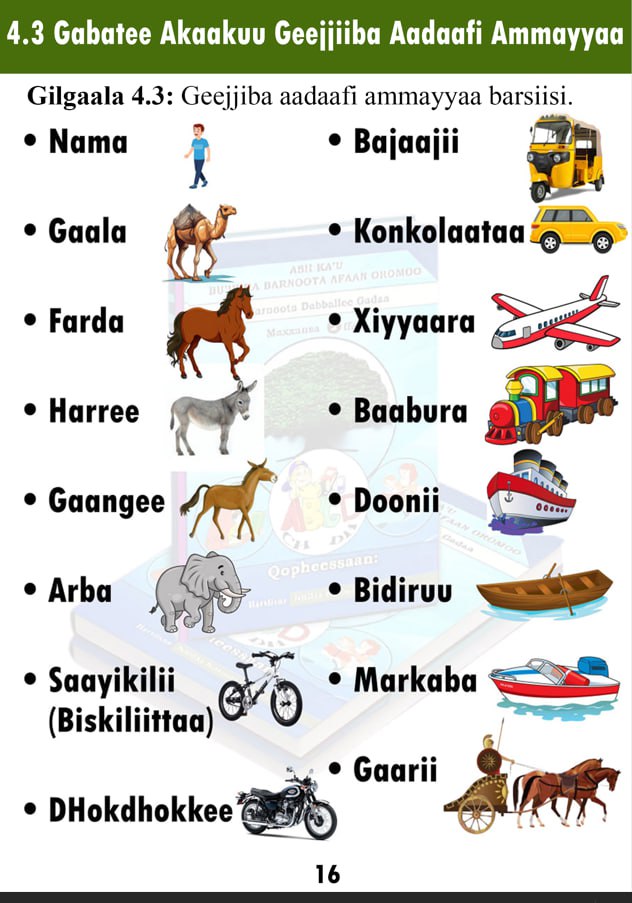 4.3 Gabatee Akaakuu Geejjiiba Aadaafi Ammayyaa
Gilgaala 4.3: Geejjiba aadaafi ammayyaa barsiisi.
• Nama
• Gaala
• Farda
• Harree
• Gaangee
• Arba
• Saayikilii
(Biskiliittaa)
• DHokdhokkee
• Bajaajii
• Konkolaataa
• Xiyyaara
• Baabura
• Doonii
• Bidiruu
• Markaba
• Gaarii
Qopheessaan:
16